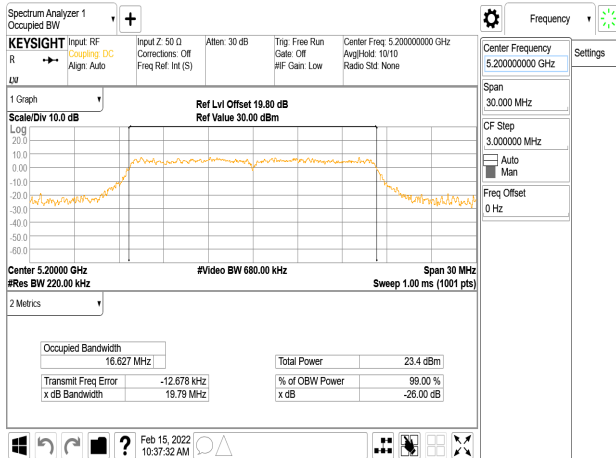 Spectrum Analyzer 1
Occupied BW
Frequency
KEYSIGHT
R
LXI
Input: RF
Coupling: DC
Align: Auto
Input Z: 50 Ω
Corrections: Off
Freq Ref: Int (S)
Atten: 30 dB
Trig: Free Run
Gate: Off
#IF Gain: Low
Center Freq: 5.200000000 GHz
Avg|Hold: 10/10
Radio Std: None
Center Frequency
5.200000000 GHz
Settings
Span
30.000 MHz
CF Step
3.000000 MHz
Auto
Man
Freq Offset
0 Hz
1 Graph
Scale/Div 10.0 dB
Ref Lvl Offset 19.80 dB
Ref Value 30.00 dBm
Log
20.0
10.0
0.00
-10.0
-20.0
-30.0
-40.0
-50.0
-60.0
Center 5.20000 GHz
#Video BW 680.00 kHz
Span 30 MHz
#Res BW 220.00 kHz
Sweep 1.00 ms (1001 pts)
2 Metrics
Occupied Bandwidth
16.627 MHz
Total Power 23.4 dBm
Transmit Freq Error -12.678 kHz
% of OBW Power 99.00 %
x dB Bandwidth 19.79 MHz
x dB -26.00 dB
?
Feb 15, 2022
10:37:32 AM